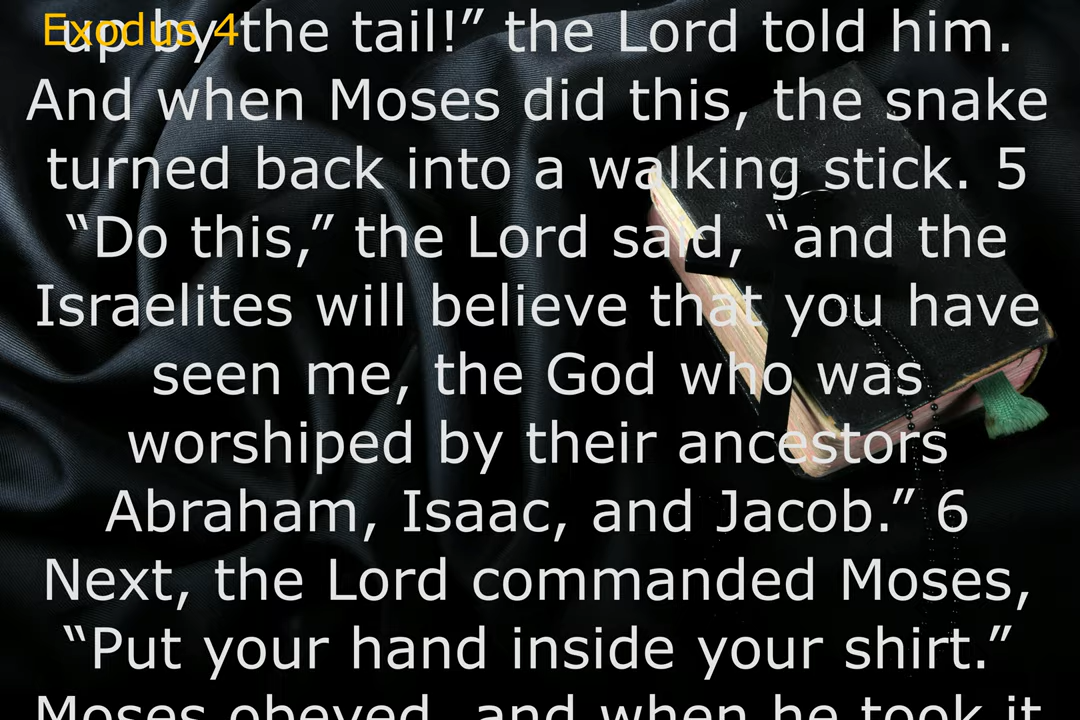 Exodus 4
up by the tail!” the Lord told him.
And when Moses did this, the snake
turned back into a walking stick. 5
“Do this,” the Lord said, “and the
Israelites will believe that you have
seen me, the God who was
worshiped by their ancestors
Abraham, Isaac, and Jacob.” 6
Next, the Lord commanded Moses,
“Put your hand inside your shirt.”
Moses obeyed, and when he took it